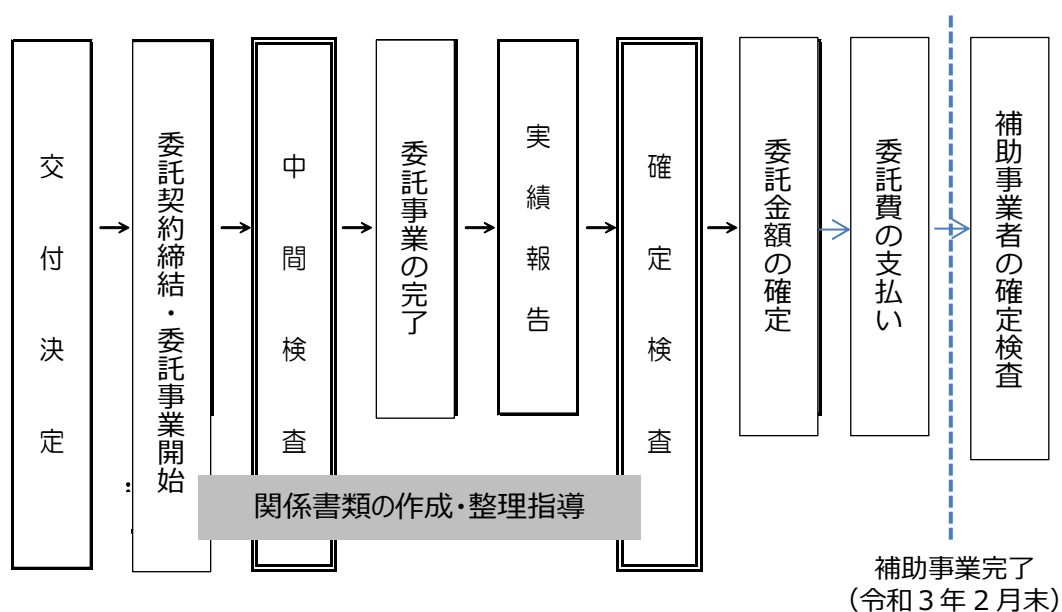 交付決定
委託契約締結・委託事業開始
中間検査
委託事業の完了
実績報告
確定検査
委託金額の確定
委託費の支払い
補助事業者の確定検査
関係書類の作成・整理指導
補助事業完了
（令和３年２月末）